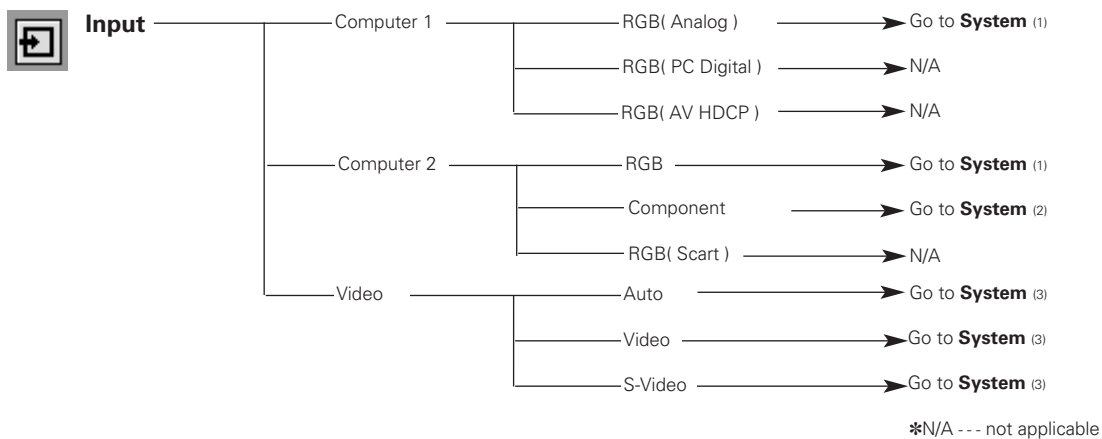 Input Computer 1 RGB( Analog ) Go to System (1)
RGB( PC Digital ) N/A
RGB( AV HDCP ) N/A
Computer 2 RGB Go to System (1)
Component Go to System (2)
RGB( Scart ) N/A
Video Auto Go to System (3)
Video Go to System (3)
S-Video Go to System (3)
✽N/A - - - not applicable